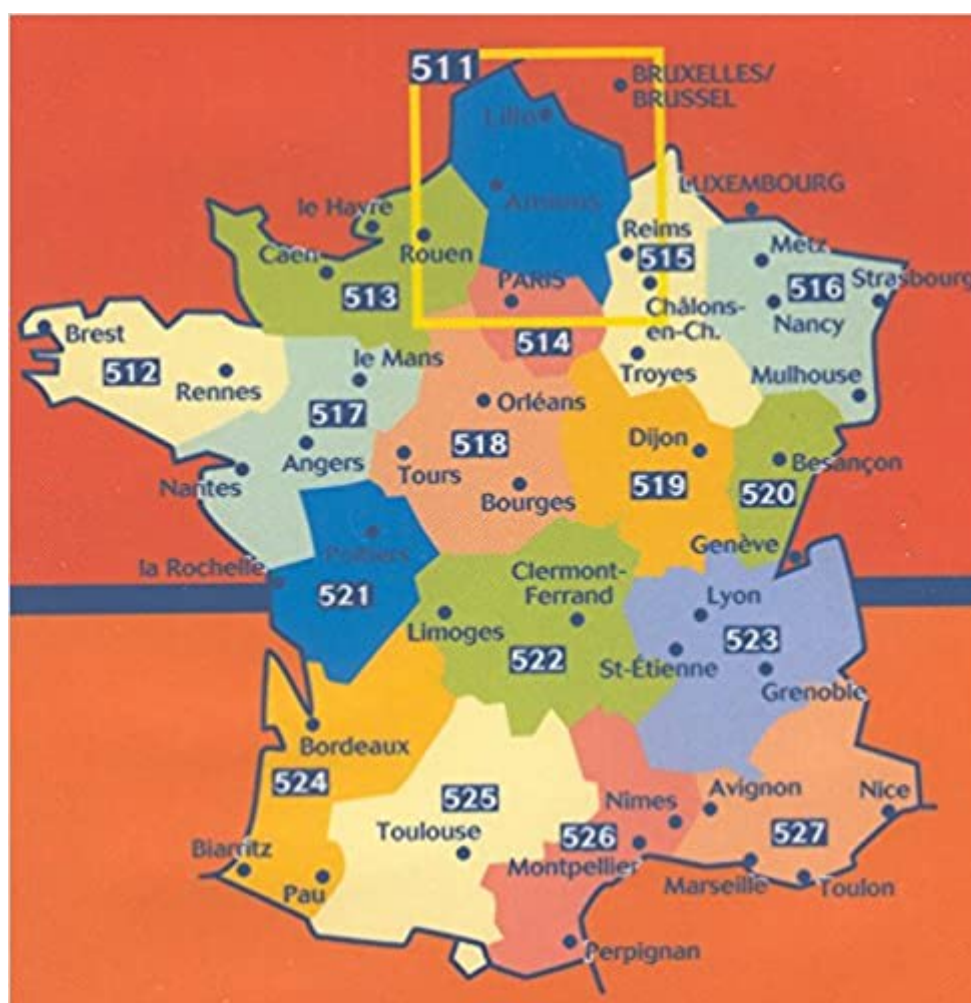 511
BRUXELLES/
BRUSSEL
Lille
LUXEMBOURG
le Havre
Amiens
Reims
Caen
Rouen
515
Metz
513
PARIS
516
Strasbourg
Châlons-
en-Ch.
Nancy
Brest
514
512
le Mans
Troyes
Rennes
Mulhouse
517
Orléans
518
Dijon
Angers
Tours
Besançon
Nantes
Bourges
519
520
Poitiers
Genève
la Rochelle
Clermont-
Ferrand
521
Lyon
Limoges
523
522
St-Étienne
Grenoble
Bordeaux
524
525
Nîmes
Avignon
Nice
Toulouse
526
527
Biarritz
Montpellier
Pau
Marseille
Toulon
Perpignan